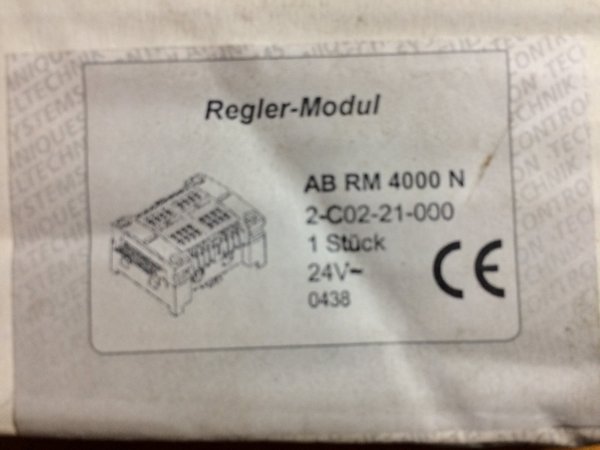 Regler-Modul
AB RM 4000 N
2-C02-21-000
1 Stück
24V~
0438
CE